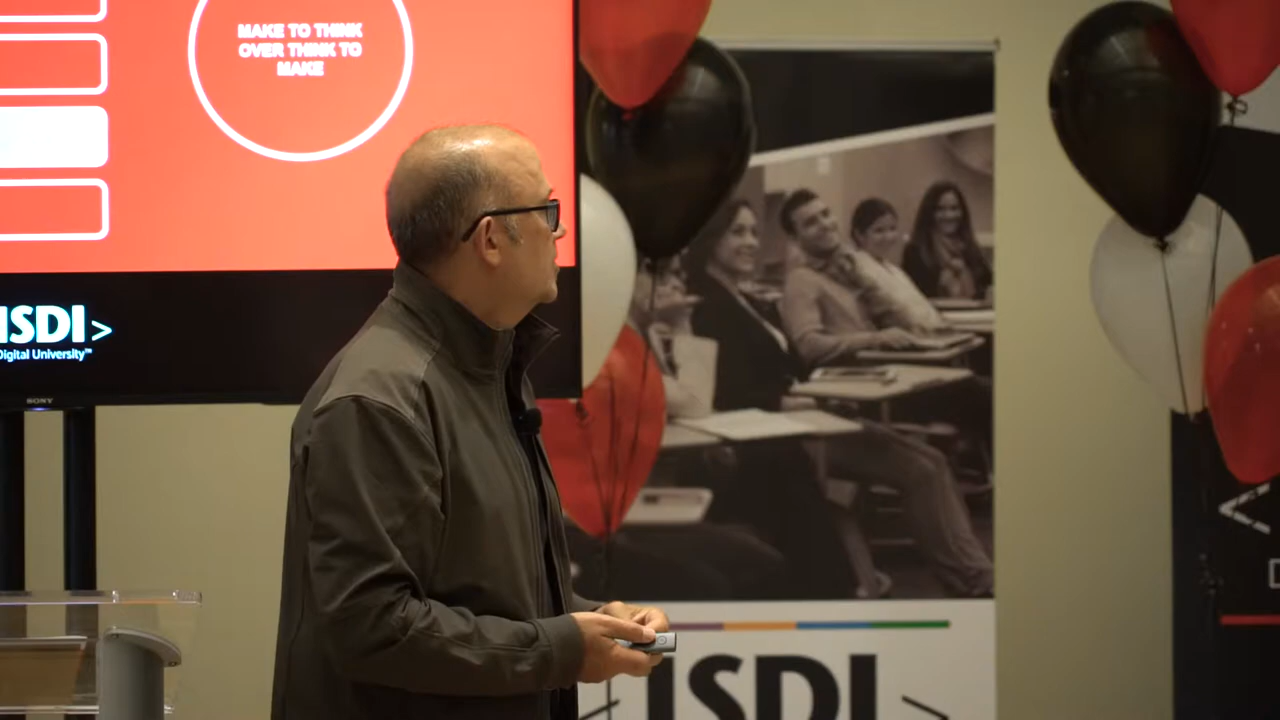 MAKE TO THINK
OVER THINK TO
MAKE
ISDI>
Digital University™
SONY
<ISDI>